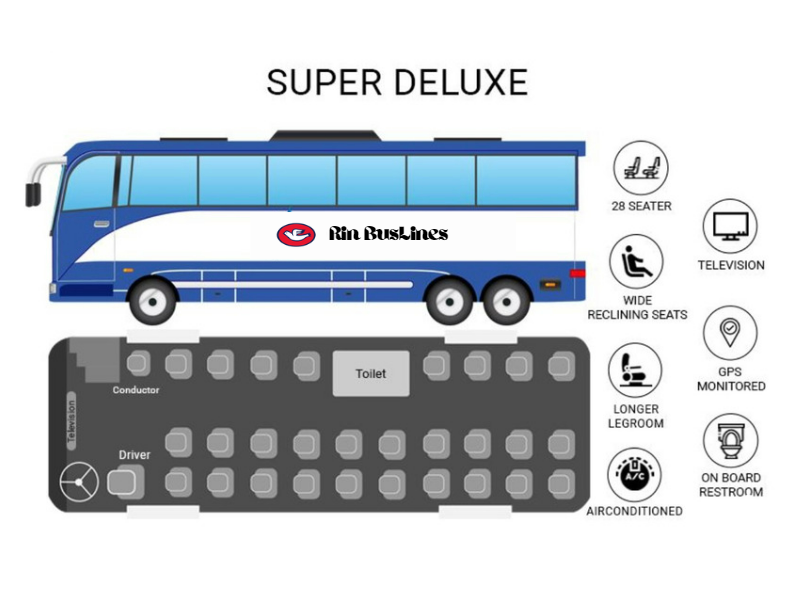 SUPER DELUXE
Rin BusLines
28 SEATER
TELEVISION
WIDE
RECLINING SEATS
GPS
MONITORED
LONGER
LEGROOM
ON BOARD
RESTROOM
A/C
AIRCONDITIONED
Toilet
Conductor
Television
Driver